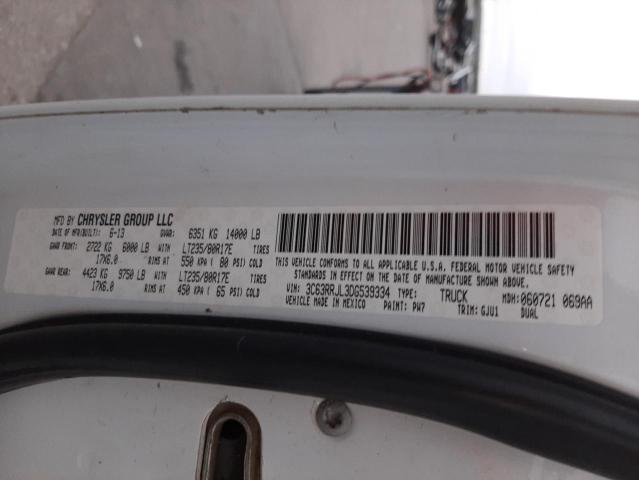 MFD BY CHRYSLER GROUP LLC
DATE OF MFR(BUILT): 6-13 GVWR: 6351 KG 14000 LB
GAWR FRONT: 2722 KG 6000 LB WITH LT235/80R17E TIRES
17X6.0 RIMS AT 550 KPA ( 80 PSI) COLD
GAWR REAR: 4423 KG 9750 LB WITH LT235/80R17E TIRES
17X6.0 RIMS AT 450 KPA ( 65 PSI) COLD
THIS VEHICLE CONFORMS TO ALL APPLICABLE U.S.A. FEDERAL MOTOR VEHICLE SAFETY
STANDARDS IN EFFECT ON THE DATE OF MANUFACTURE SHOWN ABOVE.
VIN: 3C63RRJL3DG539334 TYPE: TRUCK MDH: 060721 069AA
VEHICLE MADE IN MEXICO PAINT: PW7 TRIM: GJU1 DUAL